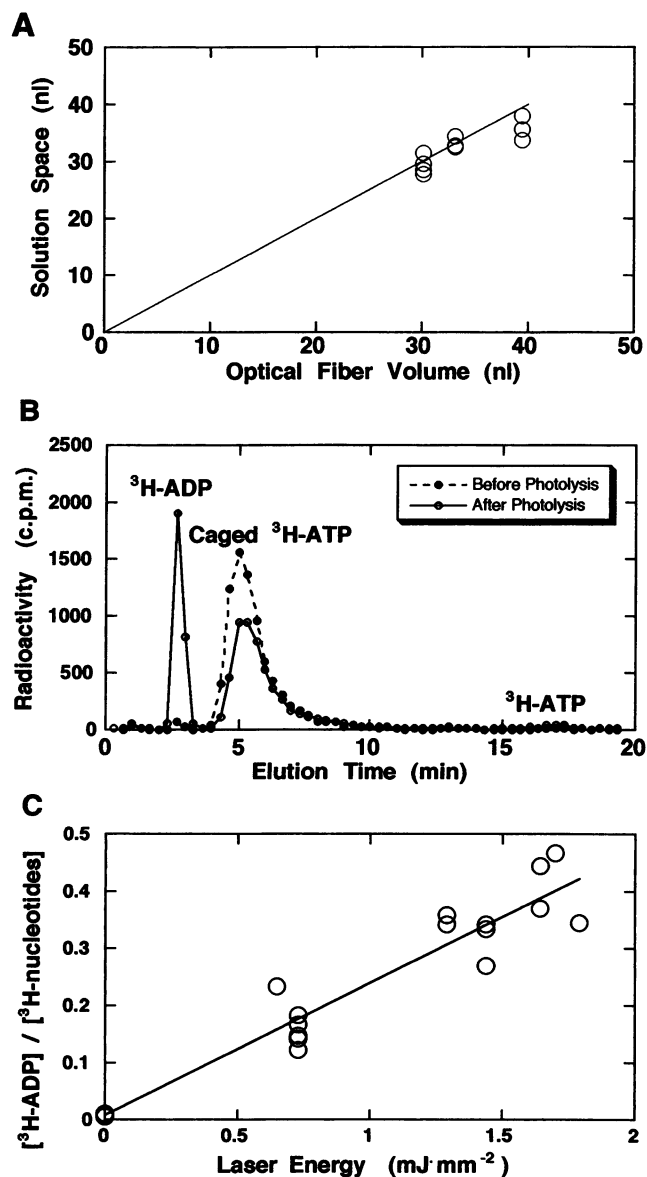 A
50
40
30
20
10
0
Solution Space (nl)
0 10 20 30 40 50
Optical Fiber Volume (nl)
B
2500
2000
1500
1000
500
0
Radioactivity (c.p.m.)
³H-ADP
Caged ³H-ATP
Before Photolysis
After Photolysis
³H-ATP
0 5 10 15 20
Elution Time (min)
C
0.5
0.4
0.3
0.2
0.1
0
[³H-ADP] / [³H-nucleotides]
0 0.5 1 1.5 2
Laser Energy (mJ·mm⁻²)